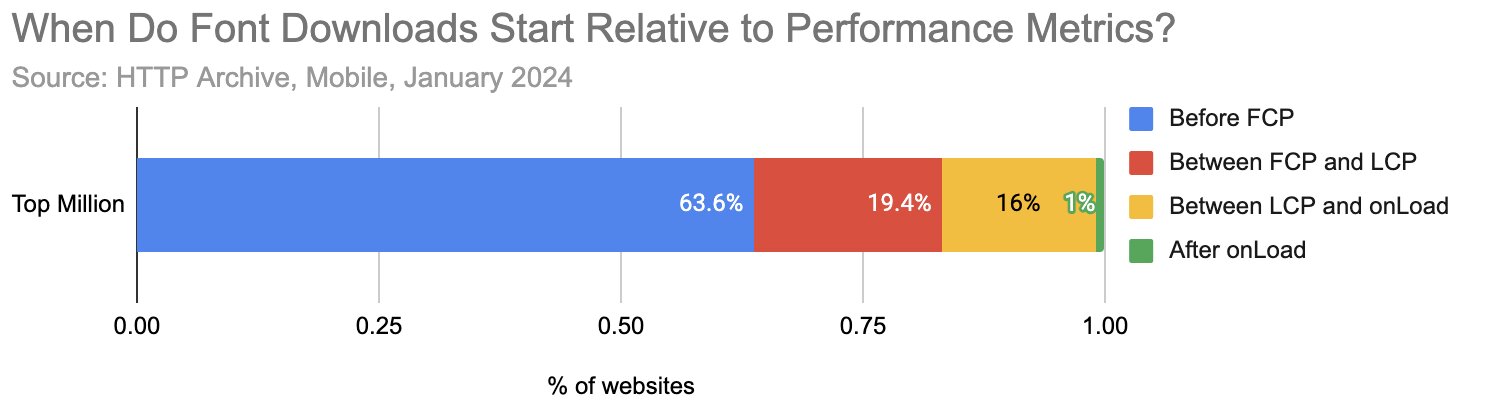 When Do Font Downloads Start Relative to Performance Metrics?
Source: HTTP Archive, Mobile, January 2024
Before FCP
Between FCP and LCP
Between LCP and onLoad
After onLoad
Top Million 63.6% 19.4% 16% 1%
0.00 0.25 0.50 0.75 1.00
% of websites